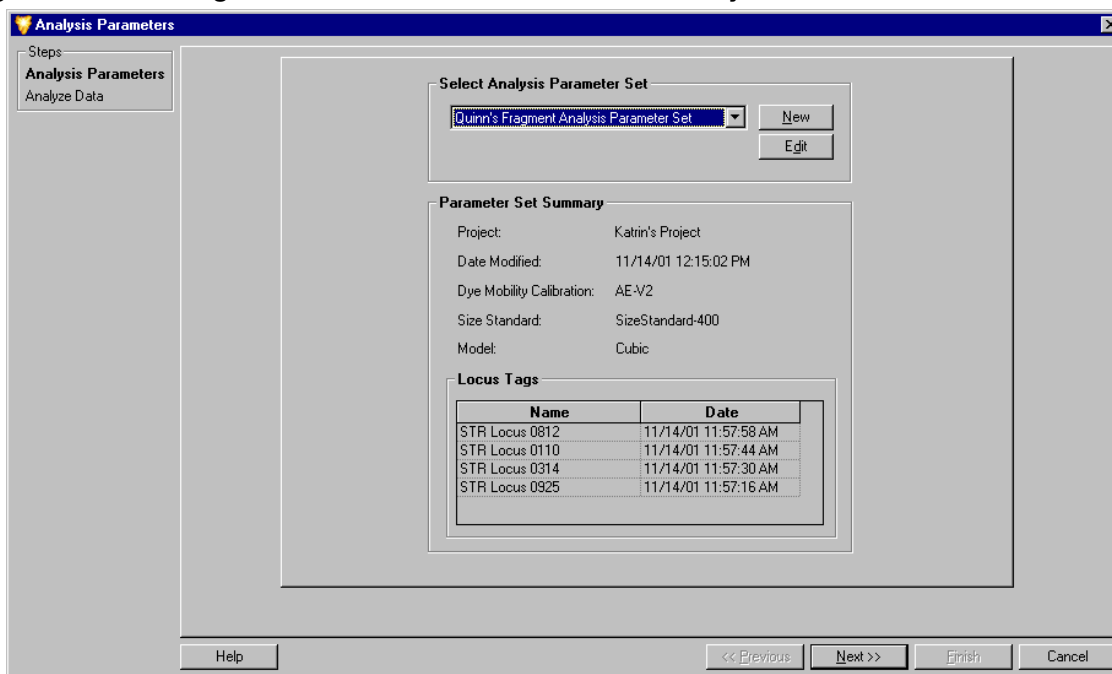 Analysis Parameters
Steps
Analysis Parameters
Analyze Data
Select Analysis Parameter Set
Quinn's Fragment Analysis Parameter Set
New
Edit
Parameter Set Summary
Project: Katrin's Project
Date Modified: 11/14/01 12:15:02 PM
Dye Mobility Calibration: AE-V2
Size Standard: SizeStandard-400
Model: Cubic
Locus Tags
Name Date
STR Locus 0812 11/14/01 11:57:58 AM
STR Locus 0110 11/14/01 11:57:44 AM
STR Locus 0314 11/14/01 11:57:30 AM
STR Locus 0925 11/14/01 11:57:16 AM
Help << Previous Next >> Finish Cancel